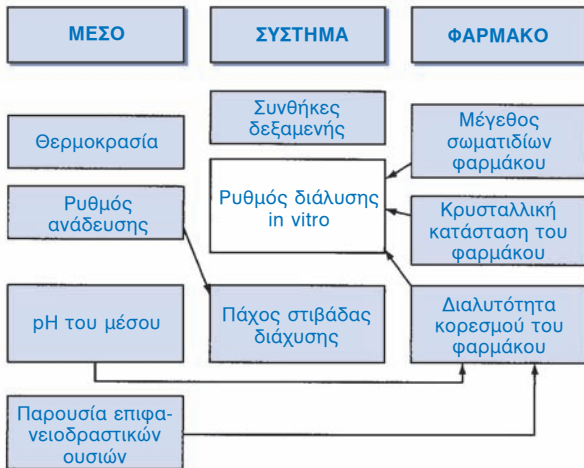 ΜΕΣΟ
ΣΥΣΤΗΜΑ
ΦΑΡΜΑΚΟ
Θερμοκρασία
Ρυθμός
ανάδευσης
pH του μέσου
Παρουσία επιφα-
νειοδραστικών
ουσιών
Συνθήκες
δεξαμενής
Ρυθμό διάλυσης
in vitro
Πάχος στιβάδας
διάχυσης
Μέγεθος
σωματιδίων
φαρμάκου
Κρυσταλλική
κατάσταση του
φαρμάκου
Διαλυτότητα
κορεσμού του
φαρμάκου